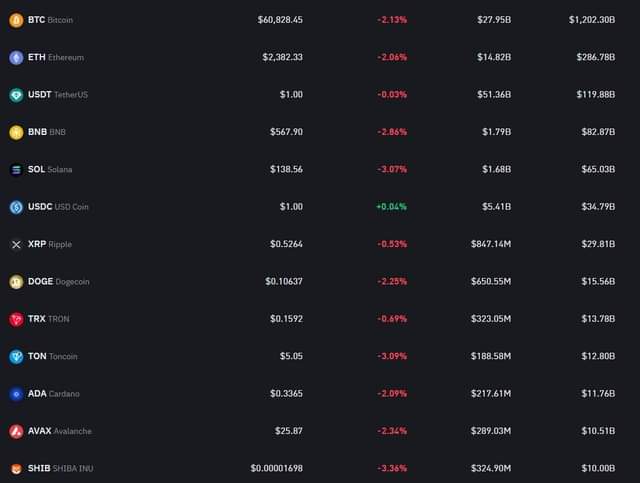 BTC Bitcoin $60,828.45 -2.13% $27.95B $1,202.30B
ETH Ethereum $2,382.33 -2.06% $14.82B $286.78B
USDT TetherUS $1.00 -0.03% $51.36B $119.88B
BNB BNB $567.90 -2.86% $1.79B $82.87B
SOL Solana $138.56 -3.07% $1.68B $65.03B
USDC USD Coin $1.00 +0.04% $5.41B $34.79B
XRP Ripple $0.5264 -0.53% $847.14M $29.81B
DOGE Dogecoin $0.10637 -2.25% $650.55M $15.56B
TRX TRON $0.1592 -0.69% $323.05M $13.78B
TON Toncoin $5.05 -3.09% $188.58M $12.80B
ADA Cardano $0.3365 -2.09% $217.61M $11.76B
AVAX Avalanche $25.87 -2.34% $289.03M $10.51B
SHIB SHIBA INU $0.00001698 -3.36% $324.90M $10.00B